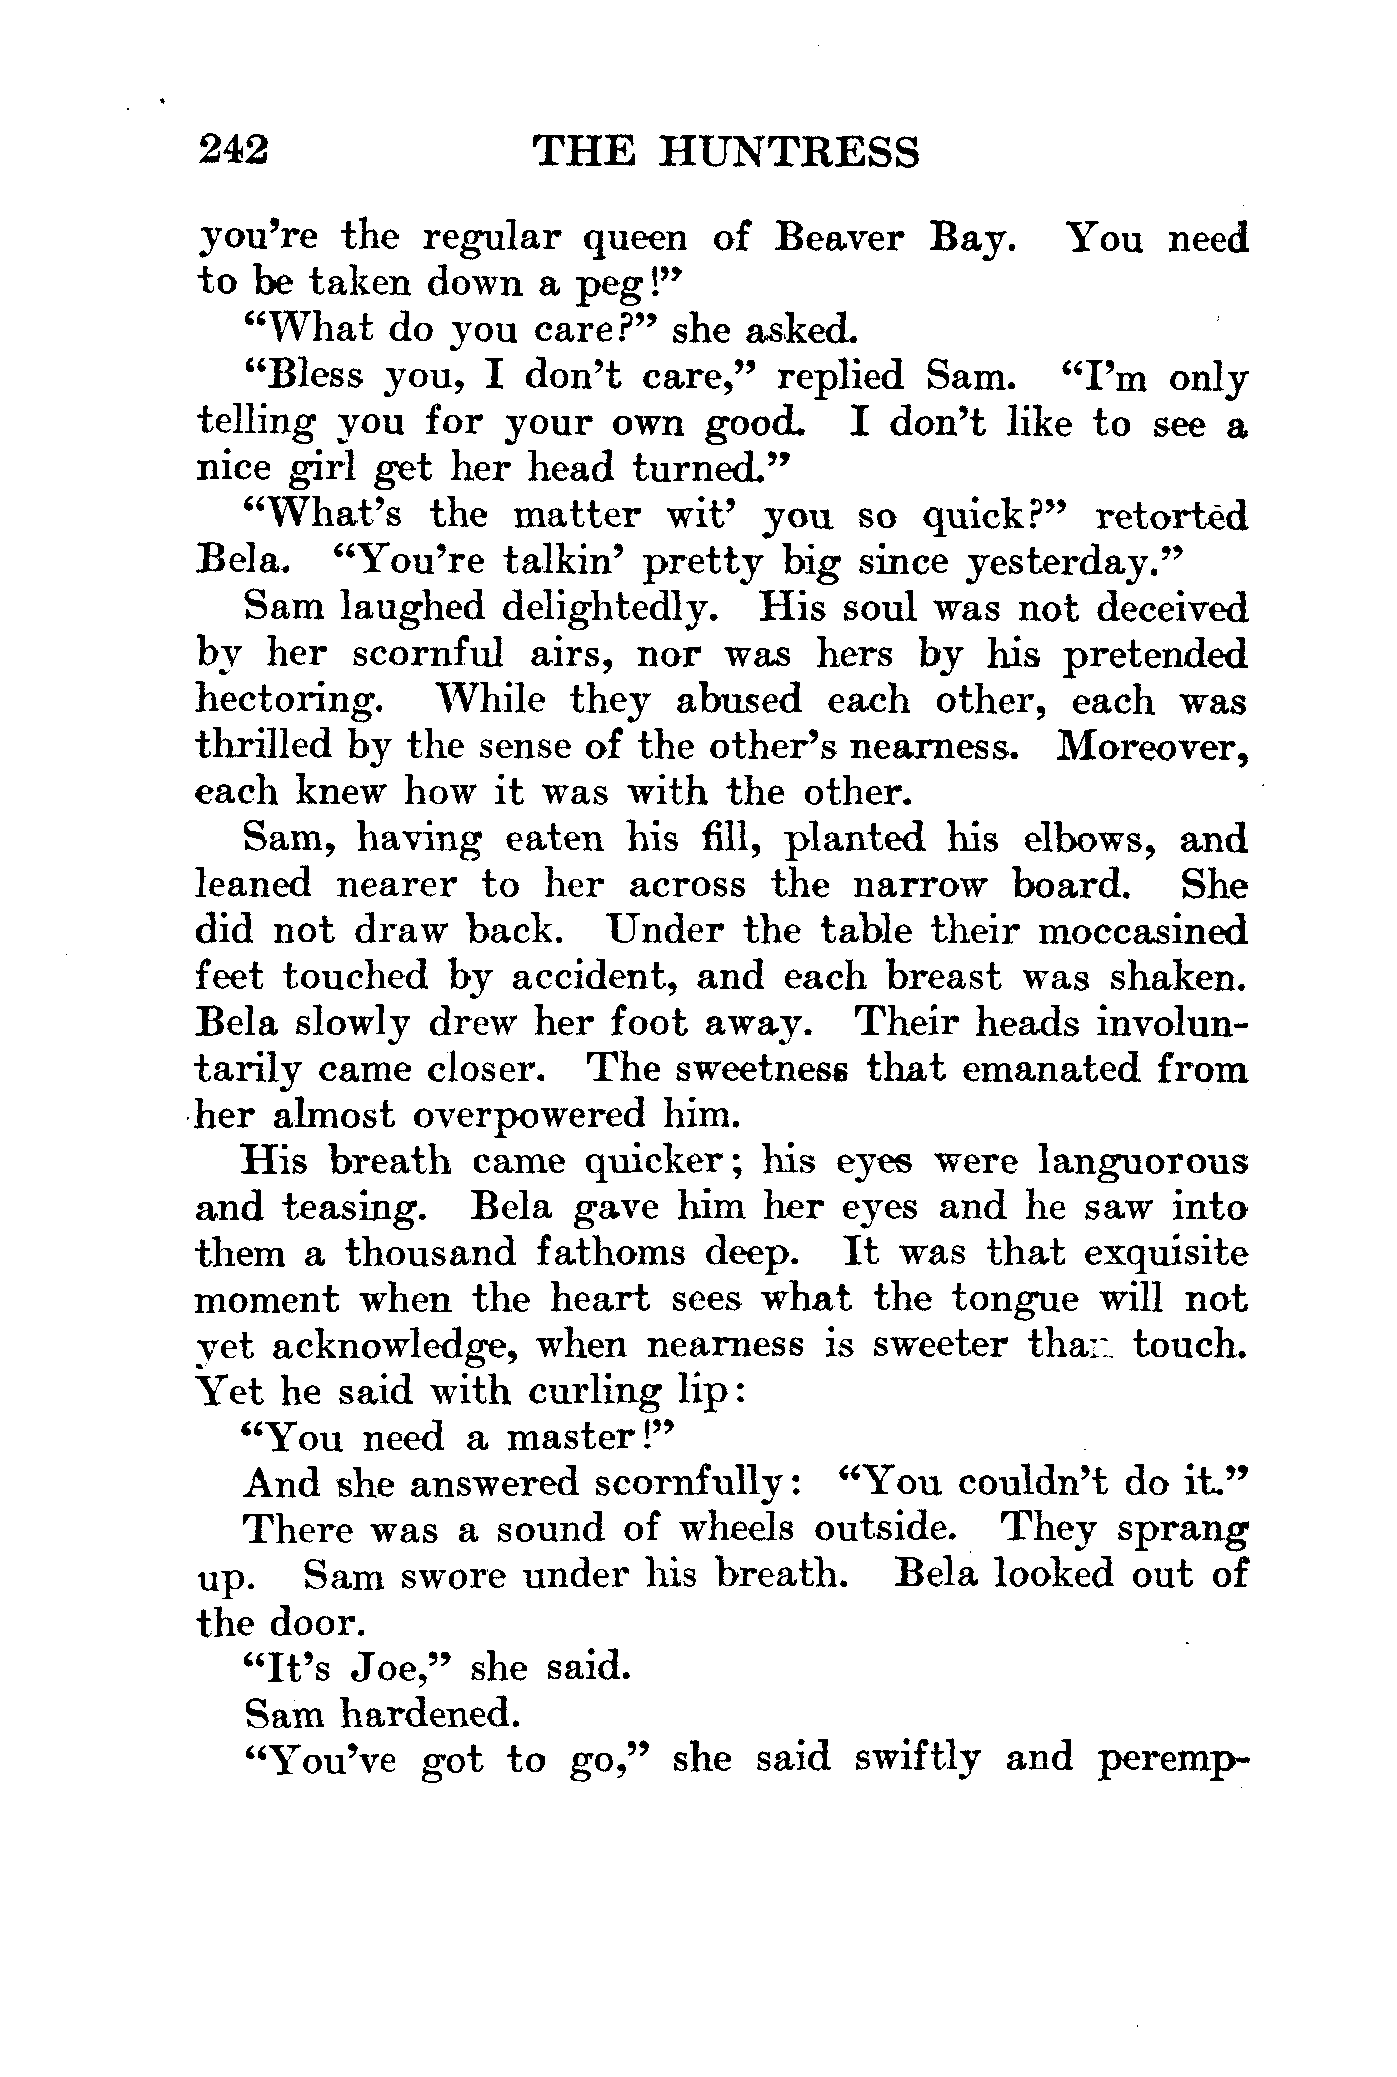 242 THE HUNTRESS
you're the regular queen of Beaver Bay. You need
to be taken down a peg!"
"What do you care?" she asked.
"Bless you, I don't care," replied Sam. "I'm only
telling you for your own good. I don't like to see a
nice girl get her head turned."
"What's the matter wit' you so quick?" retorted
Bela. "You're talkin' pretty big since yesterday."
Sam laughed delightedly. His soul was not deceived
by her scornful airs, nor was hers by his pretended
hectoring. While they abused each other, each was
thrilled by the sense of the other's nearness. Moreover,
each knew how it was with the other.
Sam, having eaten his fill, planted his elbows, and
leaned nearer to her across the narrow board. She
did not draw back. Under the table their moccasined
feet touched by accident, and each breast was shaken.
Bela slowly drew her foot away. Their heads involun-
tarily came closer. The sweetness that emanated from
her almost overpowered him.
His breath came quicker; his eyes were languorous
and teasing. Bela gave him her eyes and he saw into
them a thousand fathoms deep. It was that exquisite
moment when the heart sees what the tongue will not
yet acknowledge, when nearness is sweeter than touch.
Yet he said with curling lip:
"You need a master!"
And she answered scornfully: "You couldn't do it."
There was a sound of wheels outside. They sprang
up. Sam swore under his breath. Bela looked out of
the door.
"It's Joe," she said.
Sam hardened.
"You've got to go," she said swiftly and peremp-